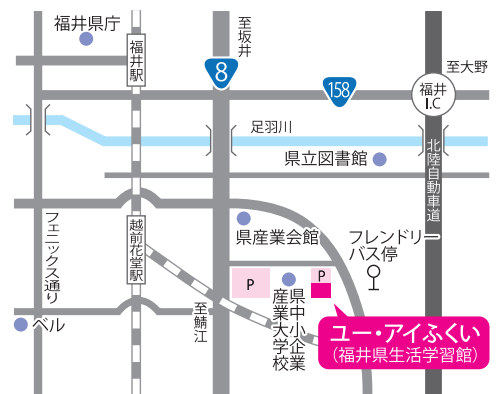 福井県庁
至坂井
福井駅
8
158
至大野
福井
I.C
足羽川
県立図書館
北陸自動車道
フェニックス通り
越前花堂駅
県産業会館
フレンドリー
バス停
P
P
県中小企業
産業大学校
至鯖江
ベル
ユー・アイふくい
(福井県生活学習館)